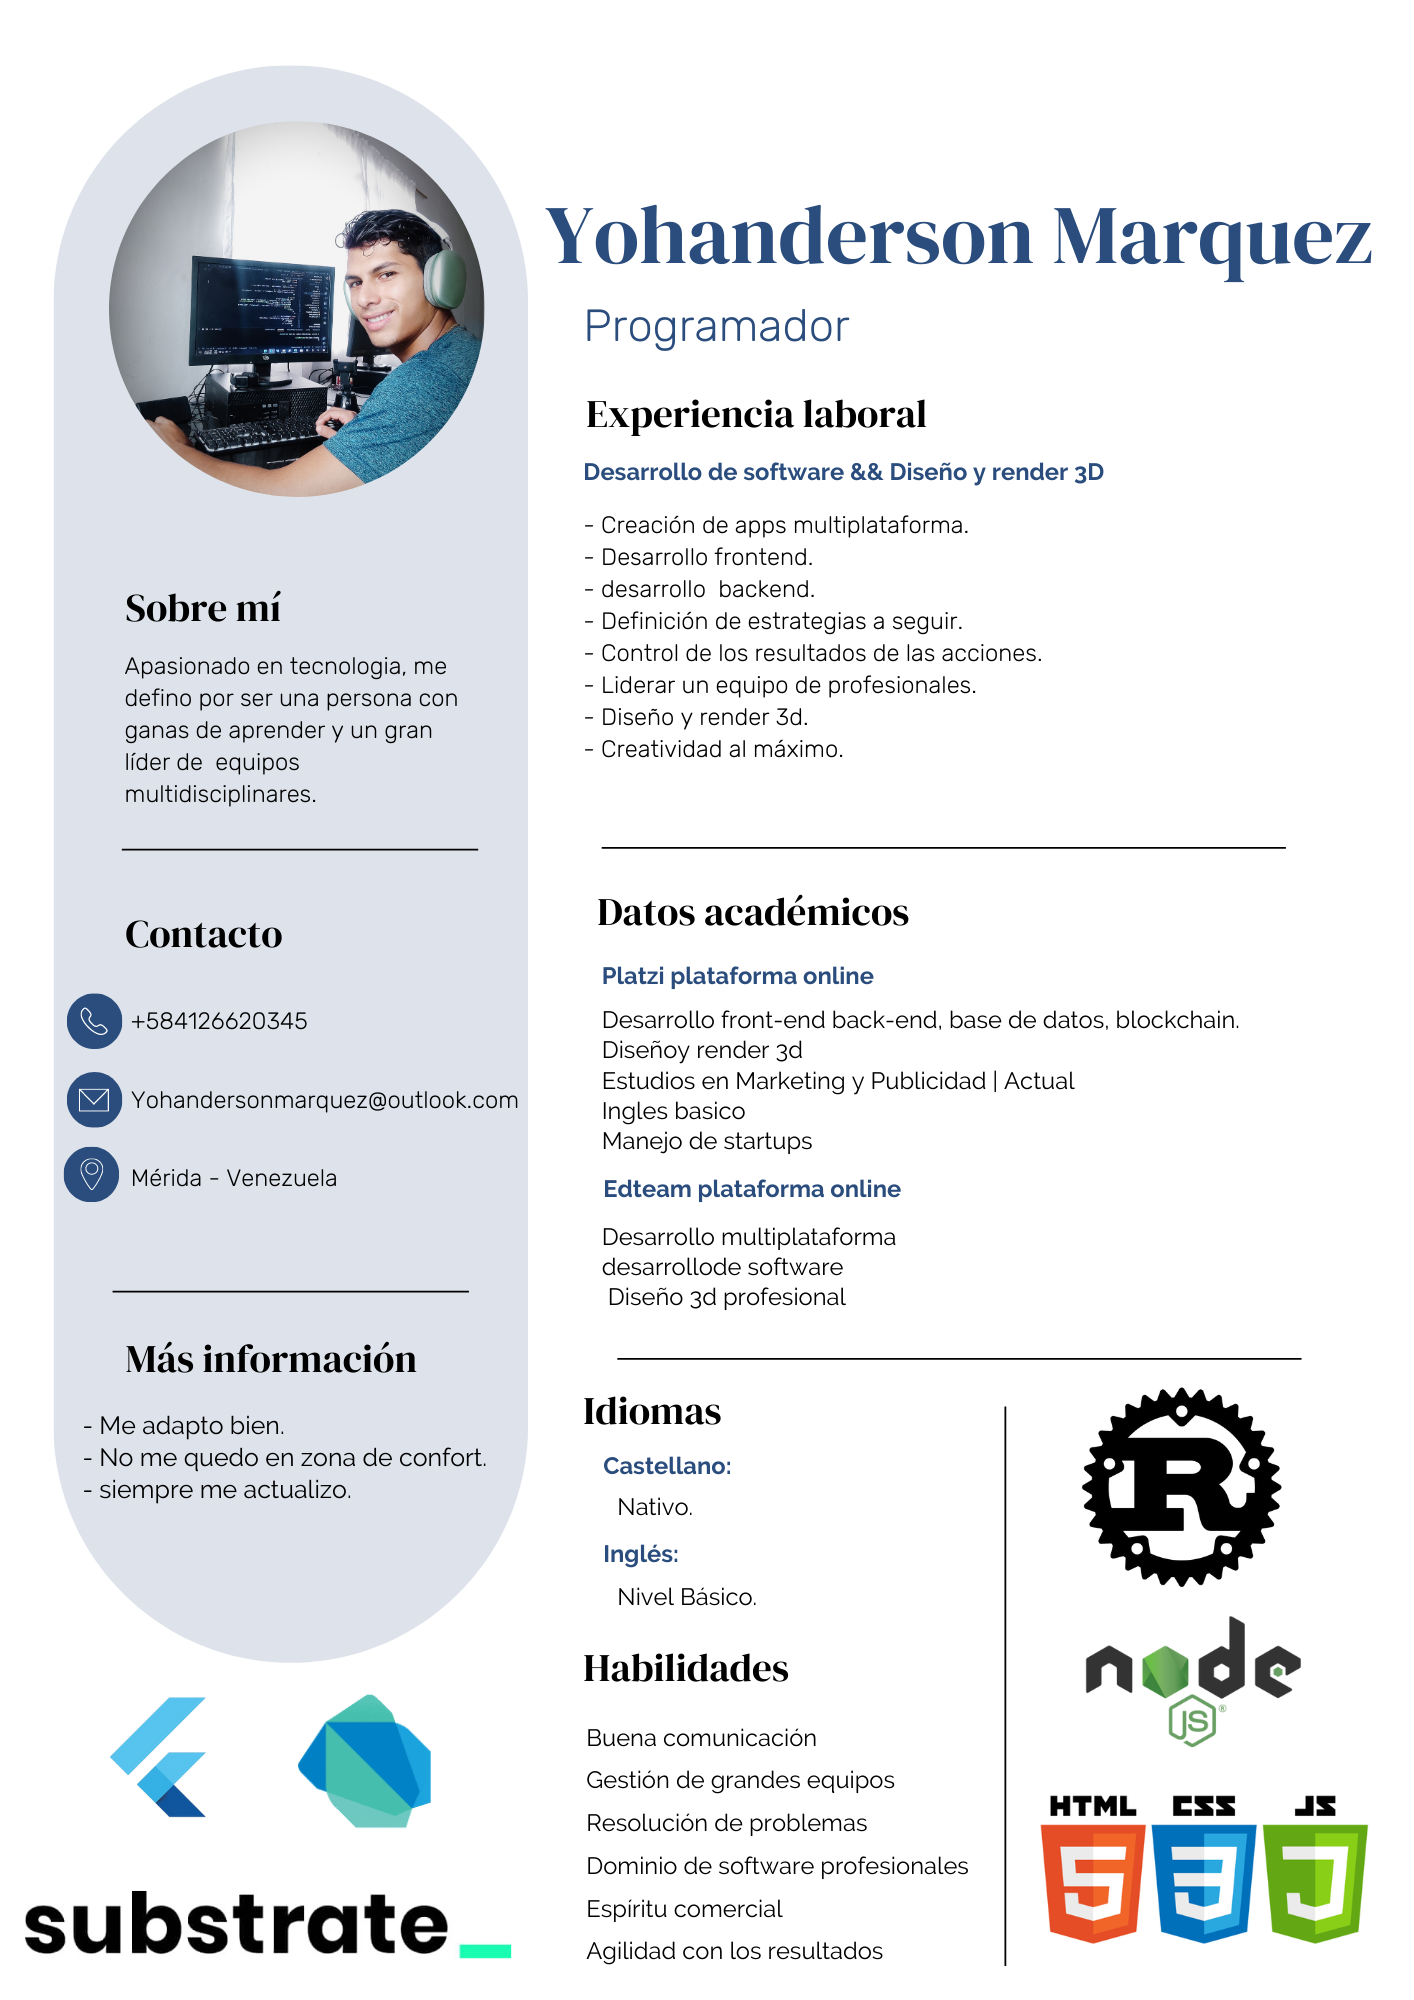 Yohanderson Marquez
Programador
Experiencia laboral
Desarrollo de software && Diseño y render 3D
- Creación de apps multiplataforma.
- Desarrollo frontend.
- desarrollo  backend.
- Definición de estrategias a seguir.
- Control de los resultados de las acciones.
- Liderar un equipo de profesionales.
- Diseño y render 3d.
- Creatividad al máximo.
Sobre mí
Apasionado en tecnologia, me
defino por ser una persona con
ganas de aprender y un gran
líder de  equipos
multidisciplinares.
Contacto
+584126620345
Yohandersonmarquez@outlook.com
Mérida - Venezuela
Más información
- Me adapto bien.
- No me quedo en zona de confort.
- siempre me actualizo.
substrate_
Datos académicos
Platzi plataforma online
Desarrollo front-end back-end, base de datos, blockchain.
Diseñoy render 3d
Estudios en Marketing y Publicidad | Actual
Ingles basico
Manejo de startups
Edteam plataforma online
Desarrollo multiplataforma
desarrollode software
Diseño 3d profesional
Idiomas
Castellano:
Nativo.
Inglés:
Nivel Básico.
Habilidades
Buena comunicación
Gestión de grandes equipos
Resolución de problemas
Dominio de software profesionales
Espíritu comercial
Agilidad con los resultados
R
node
JS®
HTML CSS JS
5 3 J